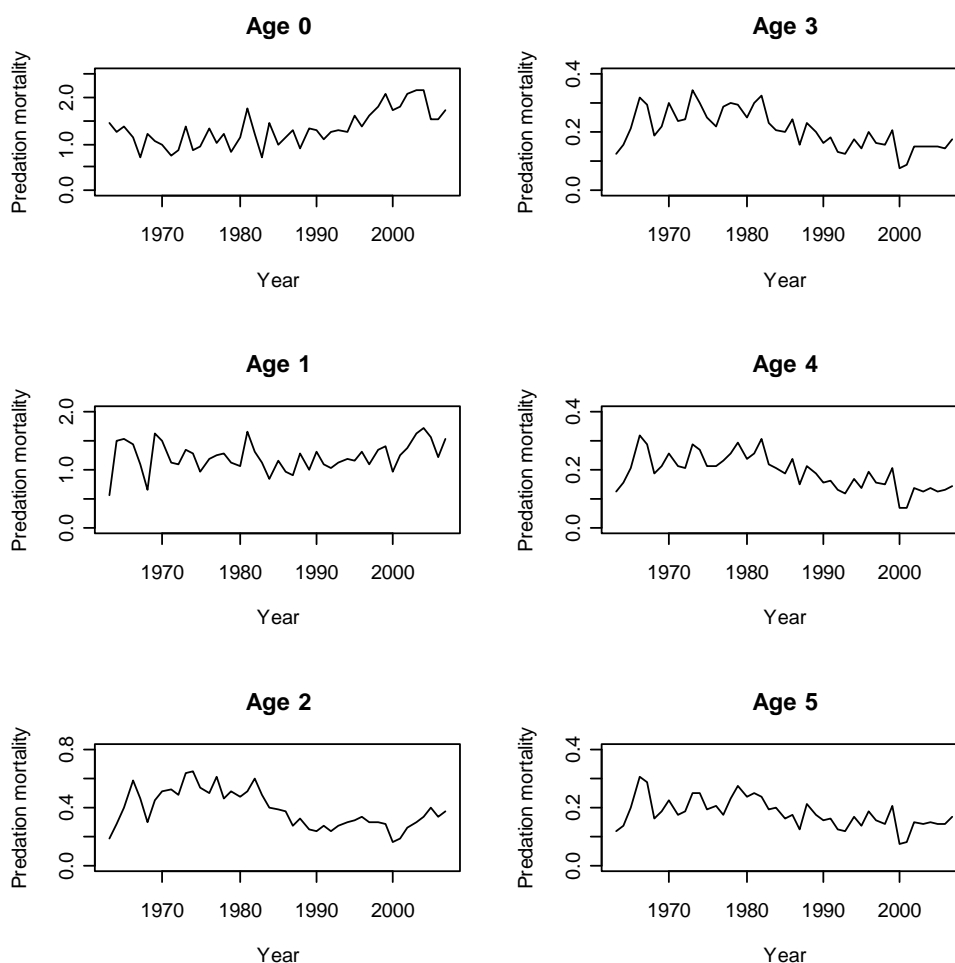 Age 0
Predation mortality
0.0 1.0 2.0
1970 1980 1990 2000
Year
Age 3
Predation mortality
0.0 0.2 0.4
1970 1980 1990 2000
Year
Age 1
Predation mortality
0.0 1.0 2.0
1970 1980 1990 2000
Year
Age 4
Predation mortality
0.0 0.2 0.4
1970 1980 1990 2000
Year
Age 2
Predation mortality
0.0 0.4 0.8
1970 1980 1990 2000
Year
Age 5
Predation mortality
0.0 0.2 0.4
1970 1980 1990 2000
Year